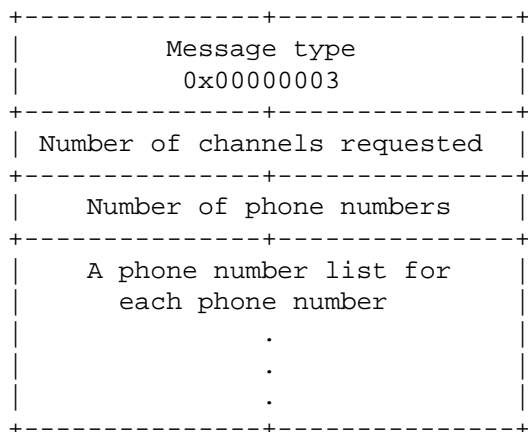 +---------------+---------------+
|          Message type         |
|           0x00000003          |
+---------------+---------------+
|  Number of channels requested |
+---------------+---------------+
|     Number of phone numbers   |
+---------------+---------------+
|     A phone number list for   |
|       each phone number       |
|               .               |
|               .               |
|               .               |
+---------------+---------------+